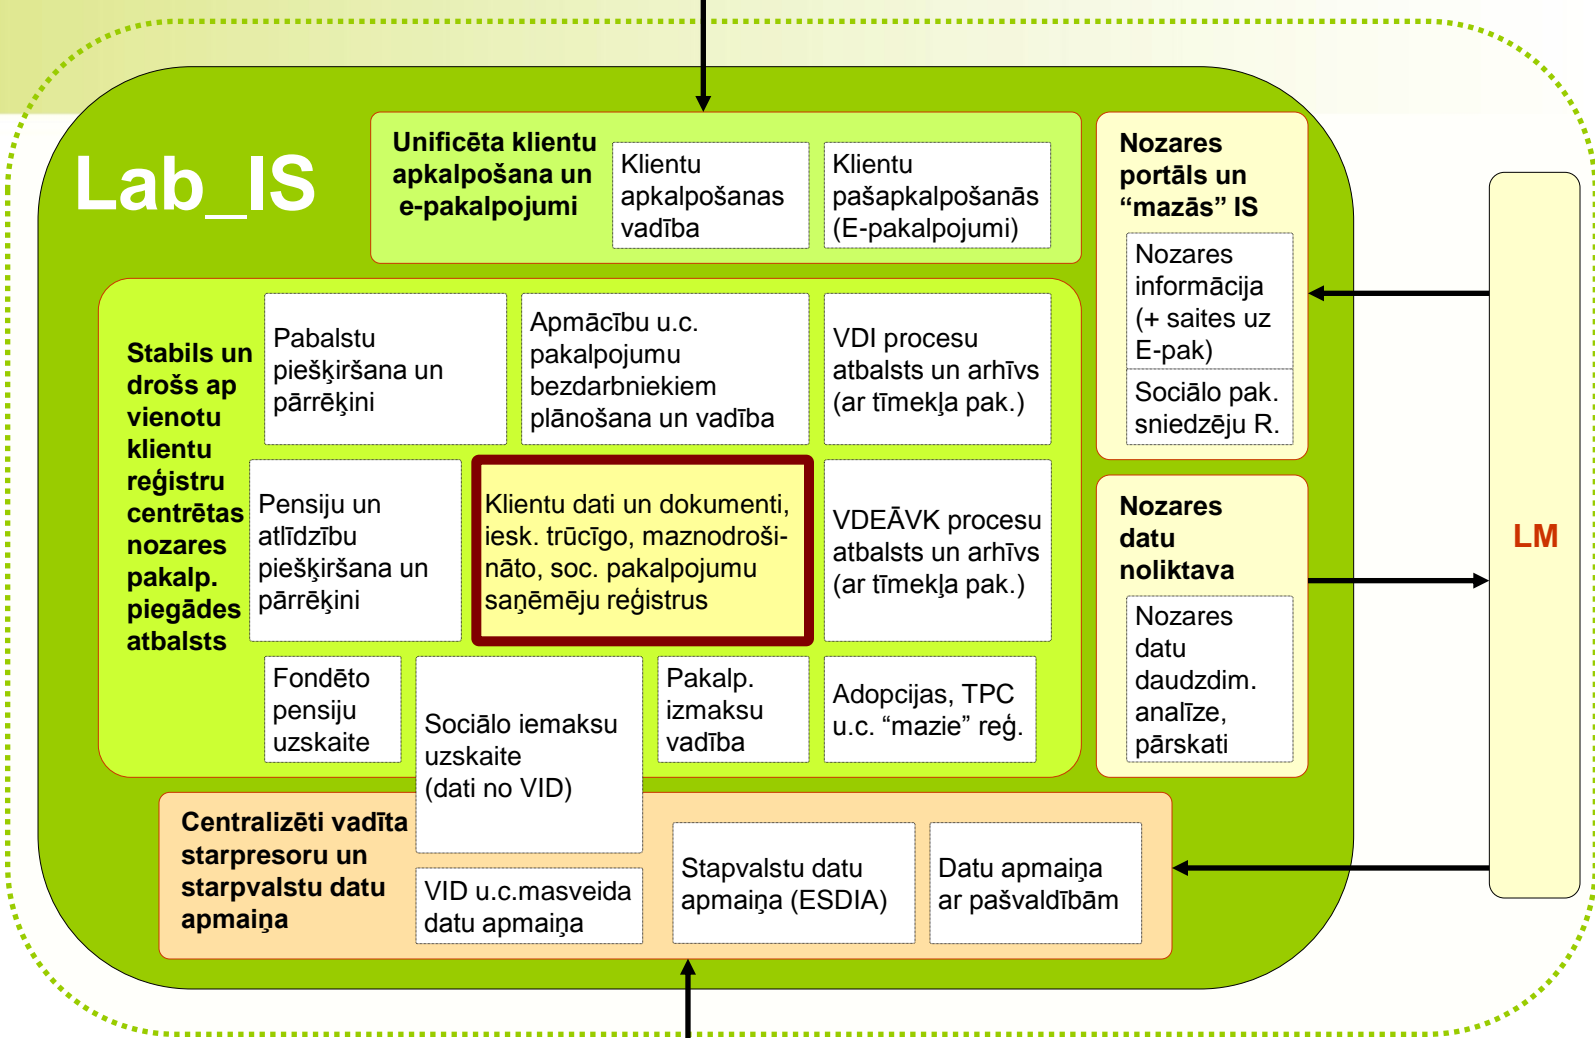 Lab_IS
Unificēta klientu
apkalpošana un
e-pakalpojumi
Klientu
apkalpošanas
vadība
Klientu
pašapkalpošanās
(E-pakalpojumi)
Nozares
portāls un
“mazās” IS
Nozares
informācija
(+ saites uz
E-pak)
Sociālo pak.
sniedzēju R.
Stabils un
drošs ap
vienotu
klientu
reģistru
centrētas
nozares
pakalp.
piegādes
atbalsts
Pabalstu
piešķiršana un
pārrēķini
Apmācību u.c.
pakalpojumu
bezdarbniekiem
plānošana un vadība
VDI procesu
atbalsts un arhīvs
(ar tīmekļa pak.)
Pensiju un
atlīdzību
piešķiršana un
pārrēķini
Klientu dati un dokumenti,
iesk. trūcīgo, maznodroši-
nāto, soc. pakalpojumu
saņēmēju reģistrus
VDEĀVK procesu
atbalsts un arhīvs
(ar tīmekļa pak.)
Fondēto
pensiju
uzskaite
Sociālo iemaksu
uzskaite
(dati no VID)
Pakalp.
izmaksu
vadība
Adopcijas, TPC
u.c. “mazie” reģ.
Nozares
datu
noliktava
Nozares
datu
daudzdim.
analīze,
pārskati
LM
Centralizēti vadīta
starpresoru un
starpvalstu datu
apmaiņa
VID u.c.masveida
datu apmaiņa
Stapvalstu datu
apmaiņa (ESDIA)
Datu apmaiņa
ar pašvaldībām